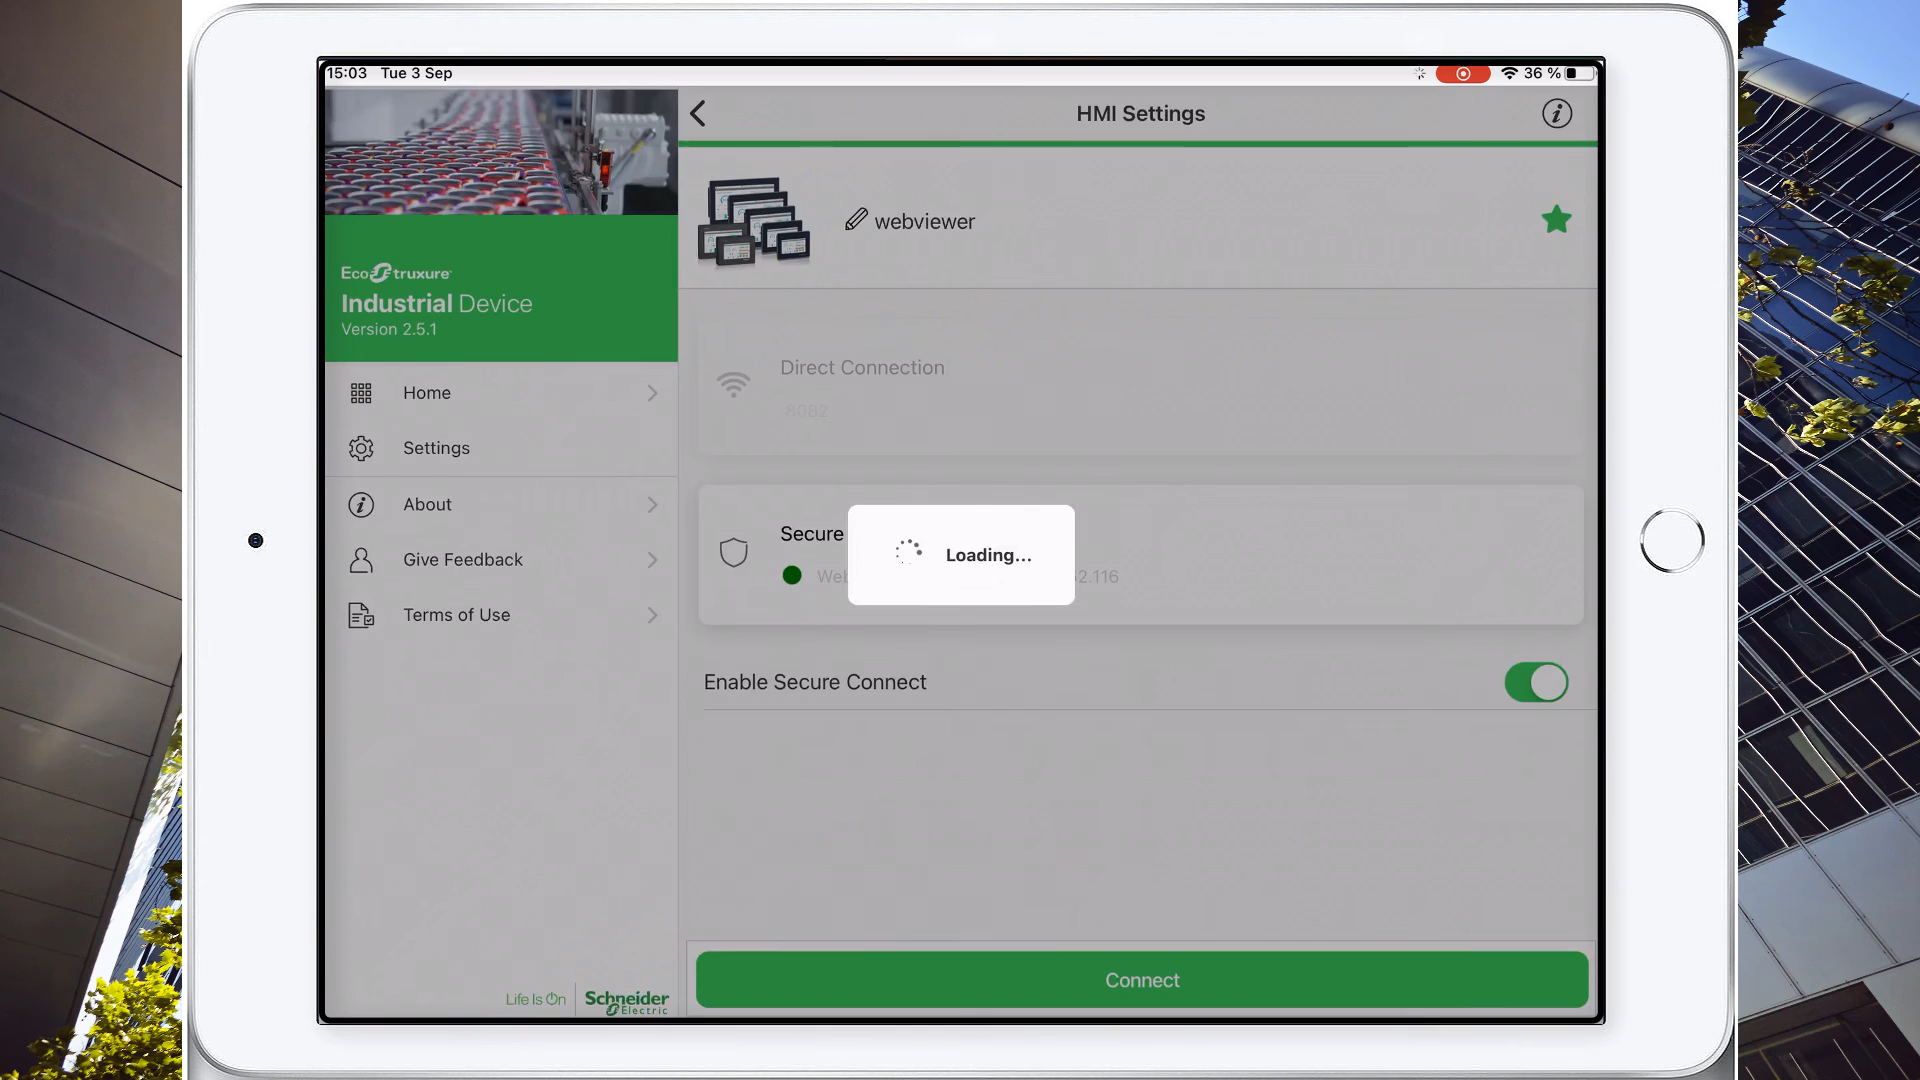 15:03 Tue 3 Sep
36 %
HMI Settings
webviewer
EcoStruxure
Industrial Device
Version 2.5.1
Home
Settings
About
Give Feedback
Terms of Use
Direct Connection
8082
Secure
Loading...
2.116
Enable Secure Connect
Connect
Life Is On
Schneider
Electric